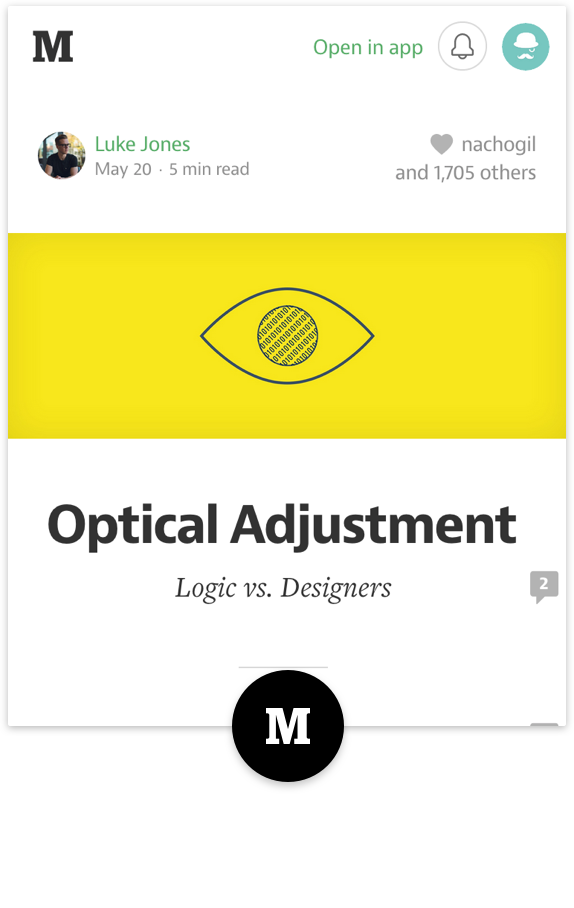 M
Open in app
Luke Jones
May 20 · 5 min read
nachogil
and 1,705 others
Optical Adjustment
Logic vs. Designers
2
M